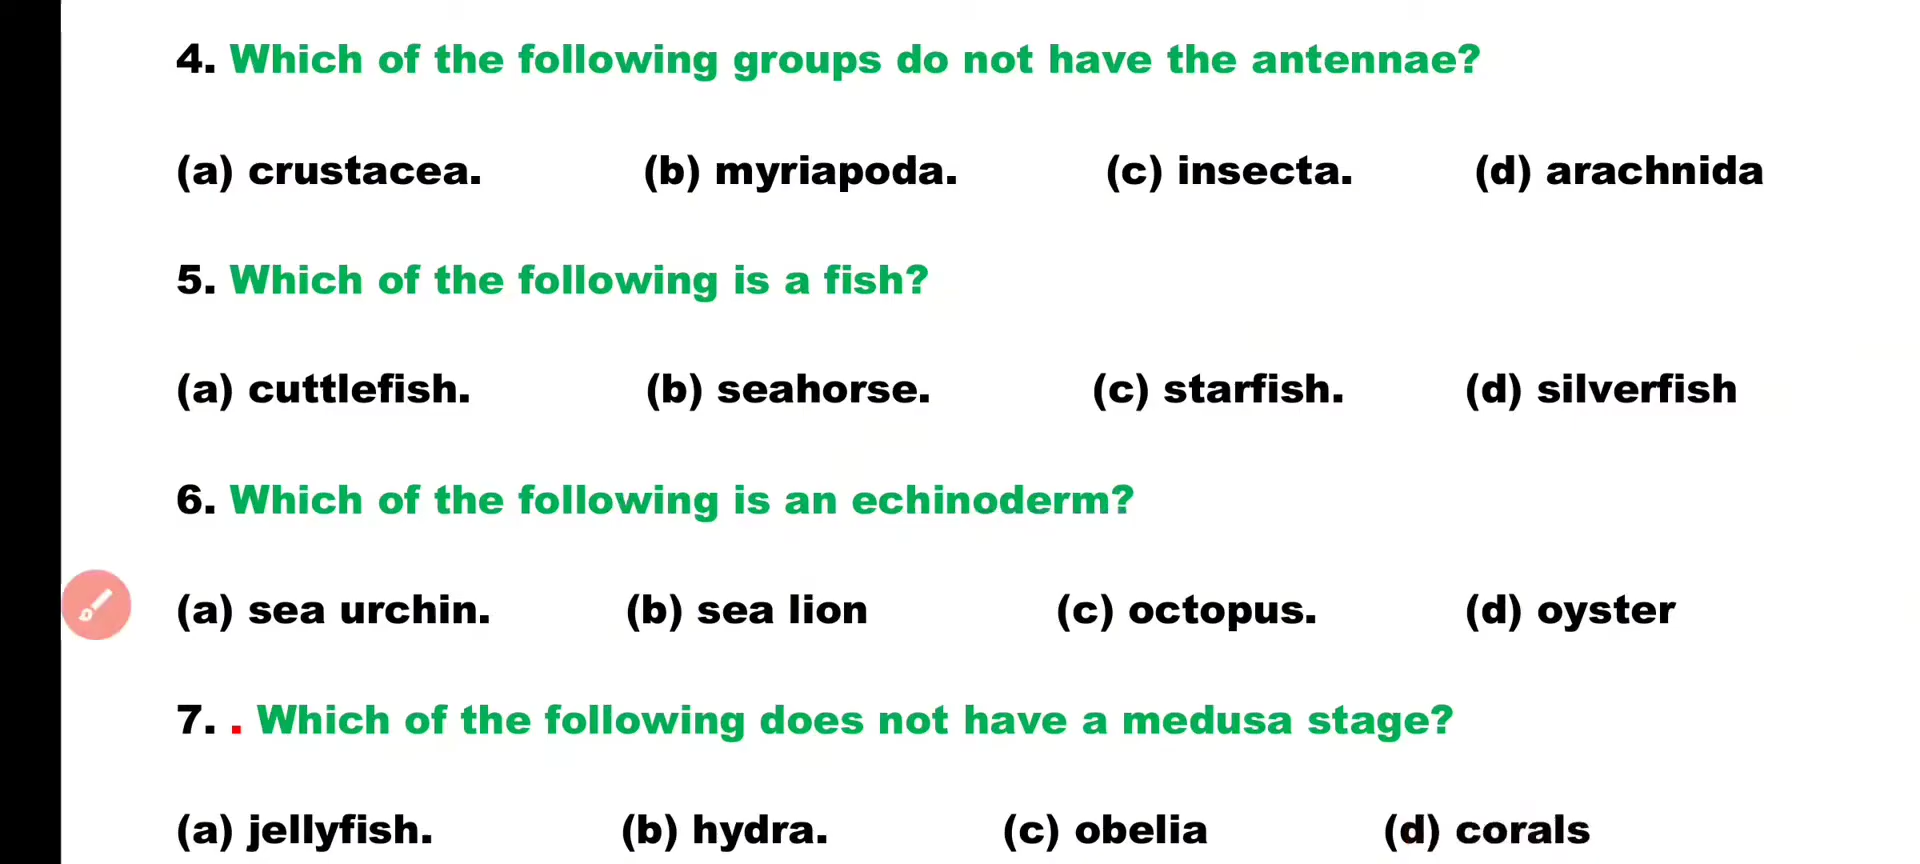 4. Which of the following groups do not have the antennae?
(a) crustacea. (b) myriapoda. (c) insecta. (d) arachnida
5. Which of the following is a fish?
(a) cuttlefish. (b) seahorse. (c) starfish. (d) silverfish
6. Which of the following is an echinoderm?
(a) sea urchin. (b) sea lion (c) octopus. (d) oyster
7. . Which of the following does not have a medusa stage?
(a) jellyfish. (b) hydra. (c) obelia (d) corals